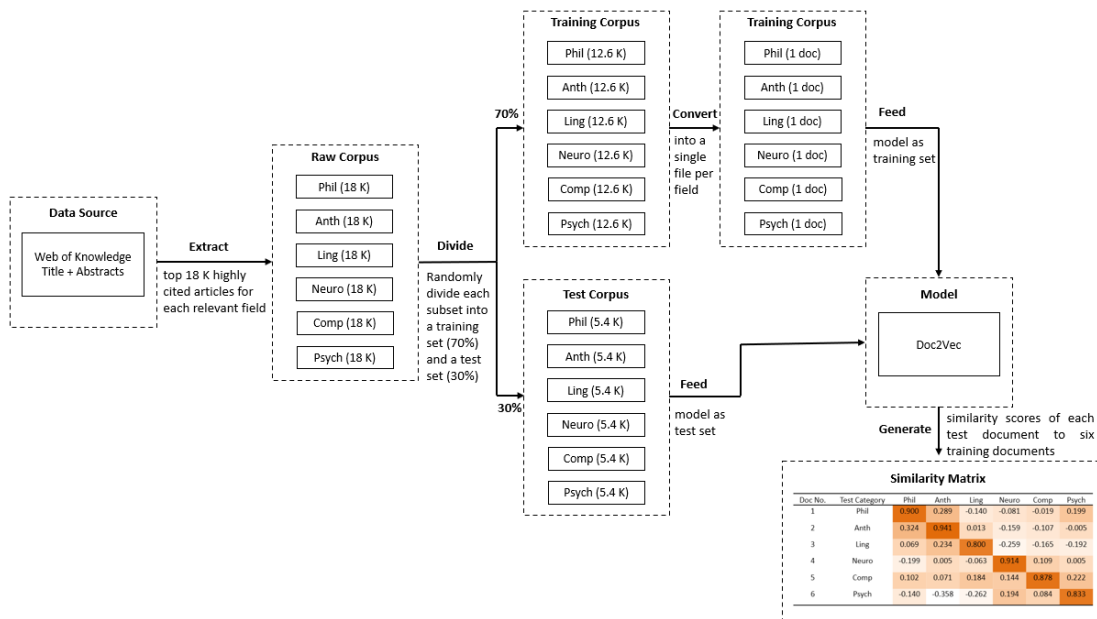 Data Source
Web of Knowledge
Title + Abstracts
Extract
top 18 K highly
cited articles for
each relevant field
Raw Corpus
Phil (18 K)
Anth (18 K)
Ling (18 K)
Neuro (18 K)
Comp (18 K)
Psych (18 K)
Divide
Randomly
divide each
subset into
a training
set (70%)
and a test
set (30%)
70%
30%
Training Corpus
Phil (12.6 K)
Anth (12.6 K)
Ling (12.6 K)
Neuro (12.6 K)
Comp (12.6 K)
Psych (12.6 K)
Convert
into a
single
file per
field
Training Corpus
Phil (1 doc)
Anth (1 doc)
Ling (1 doc)
Neuro (1 doc)
Comp (1 doc)
Psych (1 doc)
Feed
model as
training set
Test Corpus
Phil (5.4 K)
Anth (5.4 K)
Ling (5.4 K)
Neuro (5.4 K)
Comp (5.4 K)
Psych (5.4 K)
Feed
model as
test set
Model
Doc2Vec
Generate
similarity scores of each
test document to six
training documents
Similarity Matrix
Doc No. Test Category Phil Anth Ling Neuro Comp Psych
1 Phil 0.900 0.289 -0.140 -0.081 -0.019 0.199
2 Anth 0.324 0.941 0.013 -0.159 -0.107 -0.005
3 Ling 0.069 0.234 0.800 -0.259 -0.165 -0.192
4 Neuro -0.199 0.005 -0.063 0.914 0.109 0.005
5 Comp 0.102 0.071 0.184 0.144 0.878 0.222
6 Psych -0.140 -0.358 -0.262 0.194 0.084 0.833